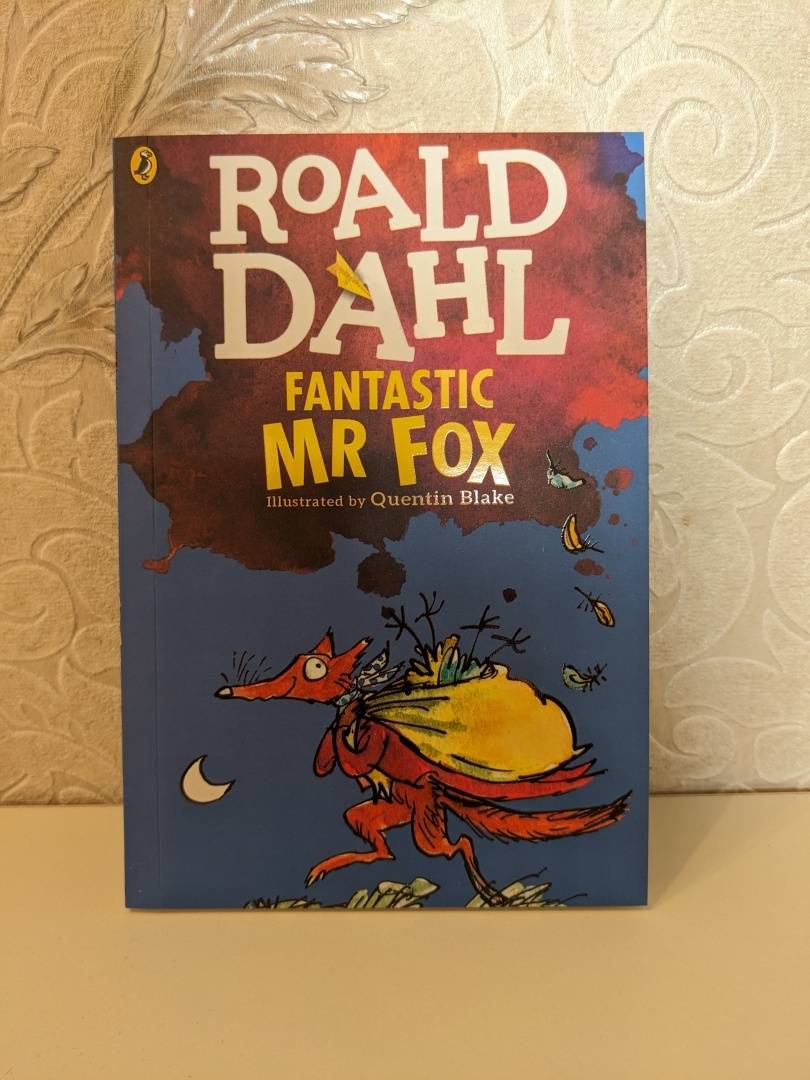 ROALD
DAHL
FANTASTIC
MR FOX
Illustrated by Quentin Blake